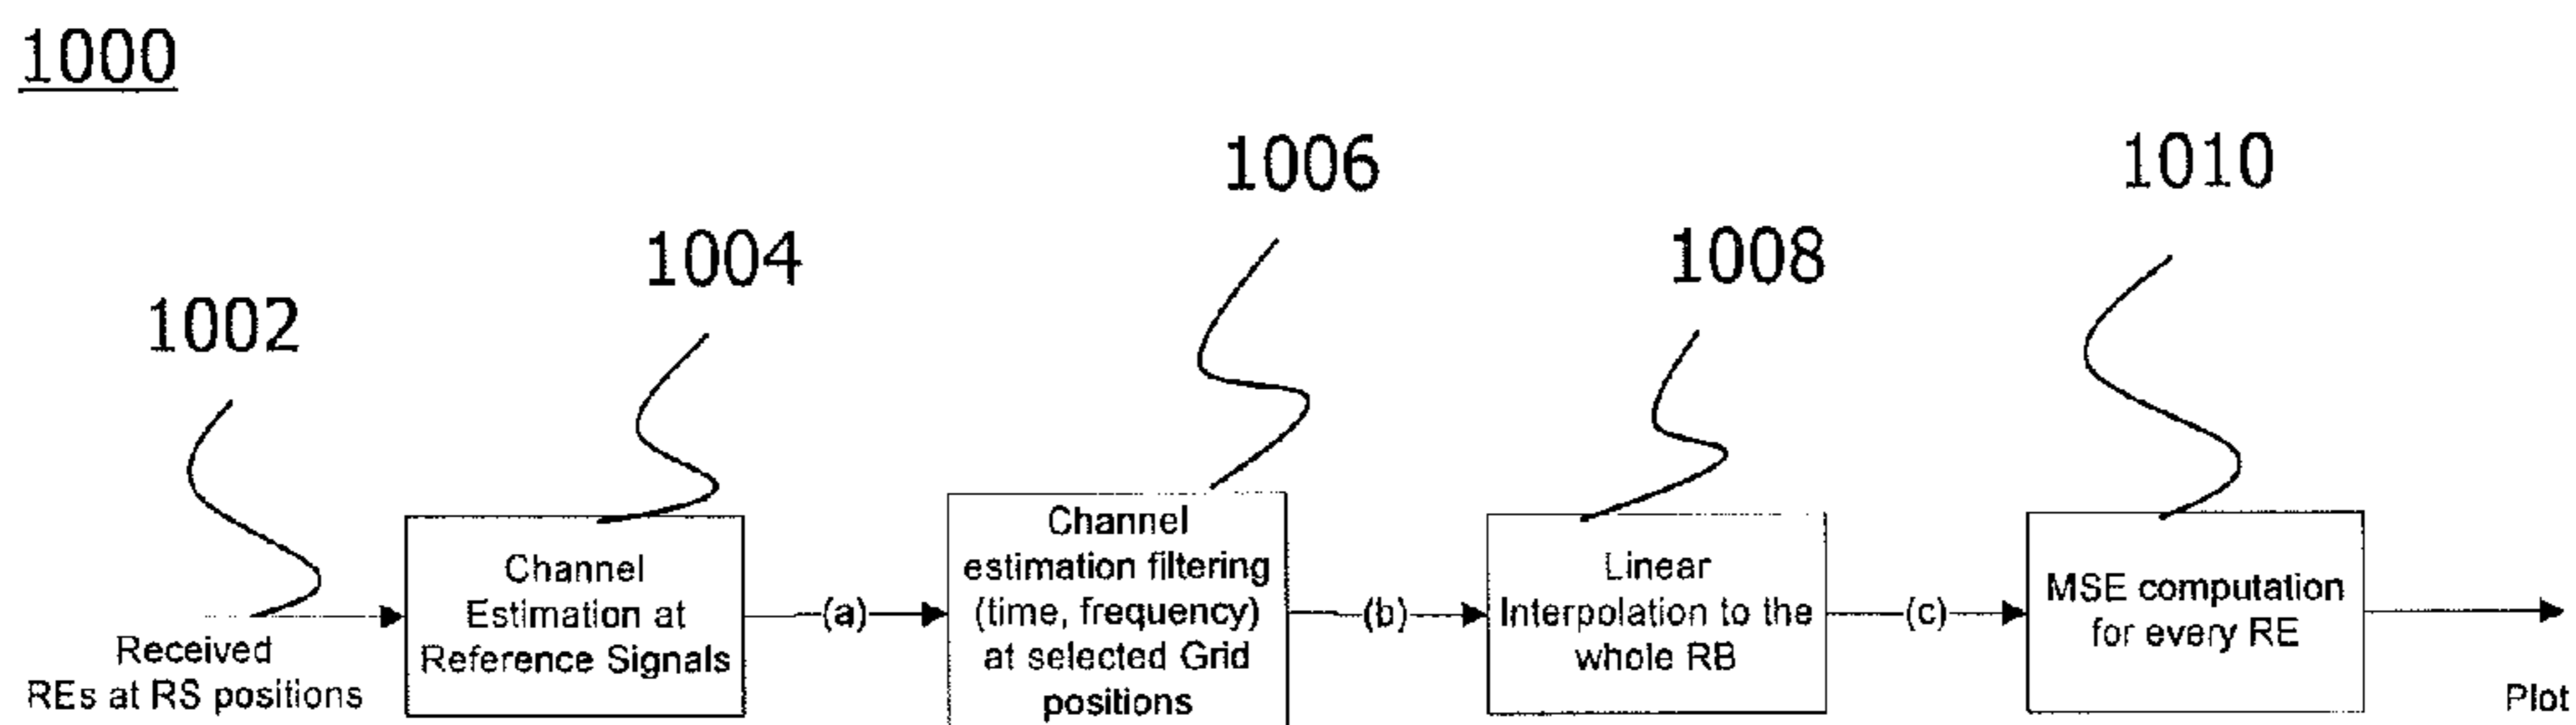 1000
1002
1004
1006
1008
1010
Received
REs at RS positions
Channel
Estimation at
Reference Signals
(a)
Channel
estimation filtering
(time, frequency)
at selected Grid
positions
(b)
Linear
Interpolation to the
whole RB
(c)
MSE computation
for every RE
Plot